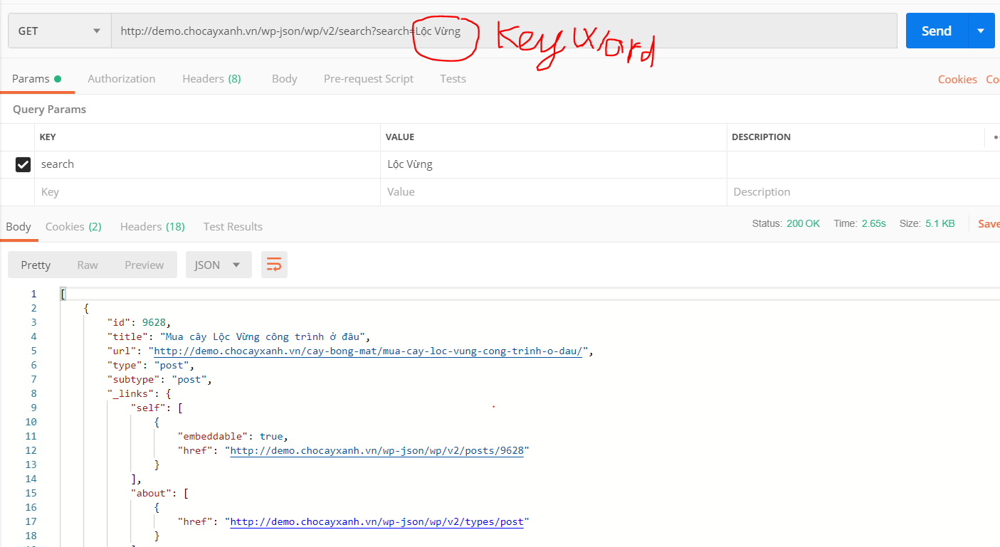 GET http://demo.chocayxanh.vn/wp-json/wp/v2/search?search=Lộc Vừng KeyWord Send
Params Authorization Headers (8) Body Pre-request Script Tests Cookies Co
Query Params
KEY VALUE DESCRIPTION
search Lộc Vừng
Key Value Description
Body Cookies (2) Headers (18) Test Results Status: 200 OK Time: 2.65s Size: 5.1 KB Save
Pretty Raw Preview JSON
1 [
2 {
3 "id": 9628,
4 "title": "Mua cây Lộc Vừng công trình ở đâu",
5 "url": "http://demo.chocayxanh.vn/cay-bong-mat/mua-cay-loc-vung-cong-trinh-o-dau/",
6 "type": "post",
7 "subtype": "post",
8 "_links": {
9 "self": [
10 {
11 "embeddable": true,
12 "href": "http://demo.chocayxanh.vn/wp-json/wp/v2/posts/9628"
13 }
14 ],
15 "about": [
16 {
17 "href": "http://demo.chocayxanh.vn/wp-json/wp/v2/types/post"
18 }